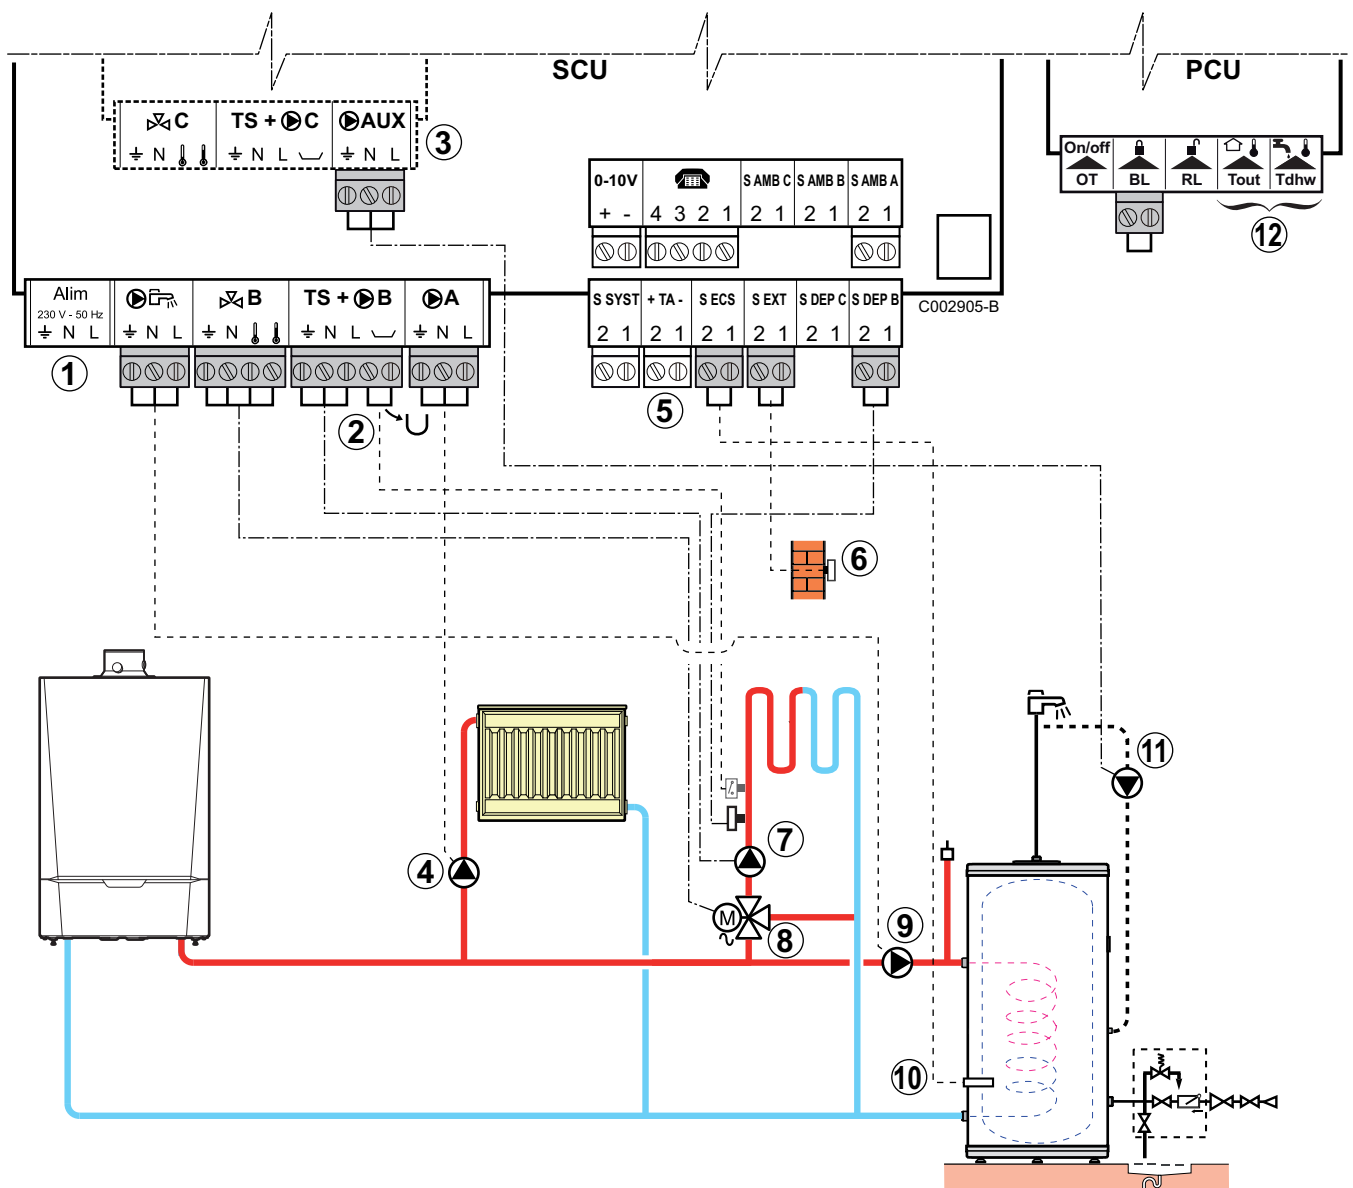 SCU
PCU
C
TS + C
AUX
N
N L
N L
3
On/off
OT
BL
RL
Tout
Tdhw
12
0-10V
S AMB C
S AMB B
S AMB A
+ -
4 3 2 1
2 1
2 1
2 1
C002905-B
Alim
230 V - 50 Hz
N L
B
TS + B
A
N L
N
N L
N L
S SYST
+ TA -
S ECS
S EXT
S DEP C
S DEP B
2 1
2 1
2 1
2 1
2 1
2 1
1
2
5
6
11
7
4
M
8
9
10